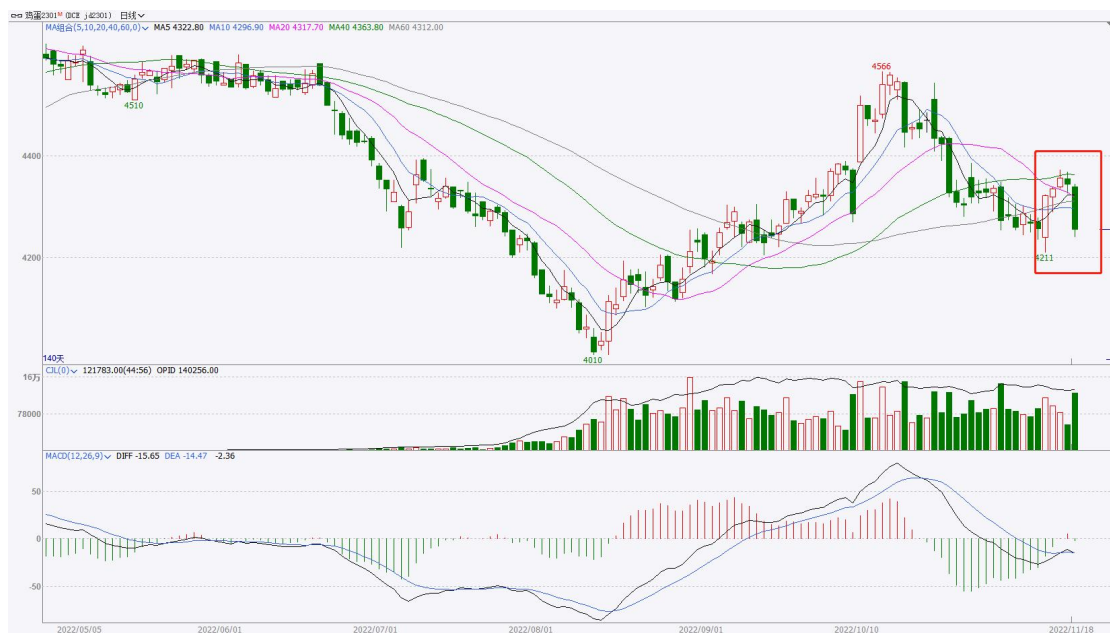 鸡蛋2301M (DCE jd2301) 日线
MA组合(5,10,20,40,60,0) MA5 4322.80 MA10 4296.90 MA20 4317.70 MA40 4363.80 MA60 4312.00
4566
4510
4400
4200
4211
4010
140天
CJL(0) 121783.00(44:56) OPID 140256.00
16万
78000
MACD(12,26,9) DIFF -15.65 DEA -14.47 -2.36
50
0
-50
2022/05/05 2022/06/01 2022/07/01 2022/08/01 2022/09/01 2022/10/10 2022/11/18